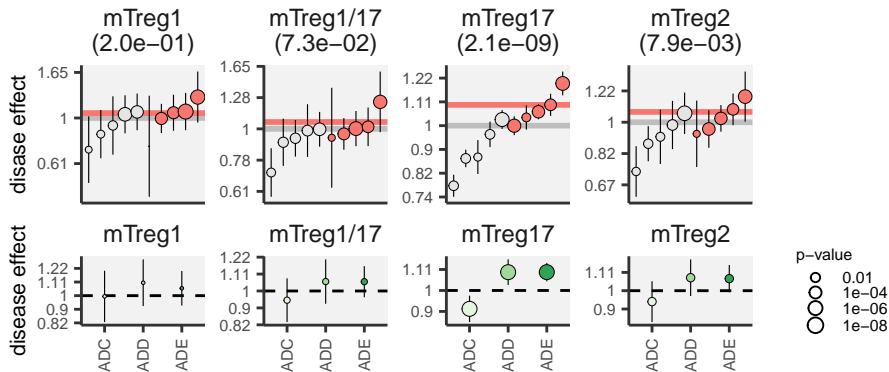 mTreg1
(2.0e−01)
mTreg1/17
(7.3e−02)
mTreg17
(2.1e−09)
mTreg2
(7.9e−03)
disase effect
1.65
1
0.61
1.65
1.28
1
0.78
0.61
1.22
1.11
1
0.9
0.82
0.74
1.22
1
0.82
0.67
mTreg1
mTreg1/17
mTreg17
mTreg2
disease effect
1.22
1.11
1
0.9
0.82
1.22
1.11
1
0.9
0.82
1.11
1
0.9
1.11
1
0.9
ADC
ADD
ADE
ADC
ADD
ADE
ADC
ADD
ADE
ADC
ADD
ADE
p−value
0.01
1e−04
1e−06
1e−08